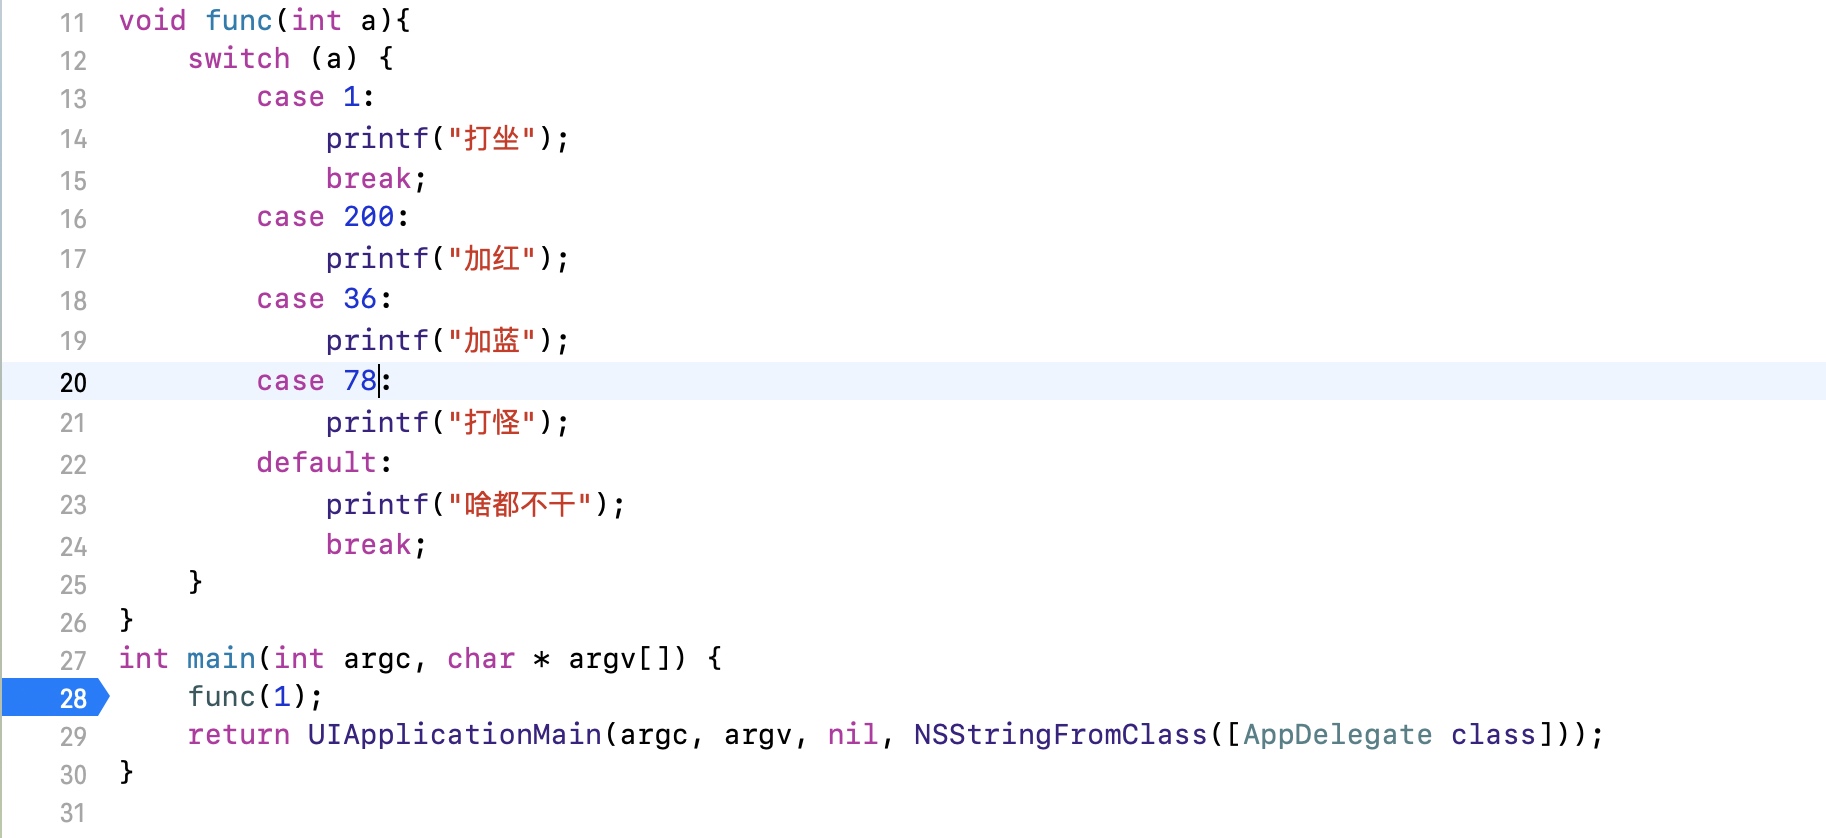 11 void func(int a){
12     switch (a) {
13         case 1:
14             printf("打坐");
15             break;
16         case 200:
17             printf("加红");
18         case 36:
19             printf("加蓝");
20         case 78:
21             printf("打怪");
22         default:
23             printf("啥都不干");
24             break;
25     }
26 }
27 int main(int argc, char * argv[]) {
28     func(1);
29     return UIApplicationMain(argc, argv, nil, NSStringFromClass([AppDelegate class]));
30 }
31